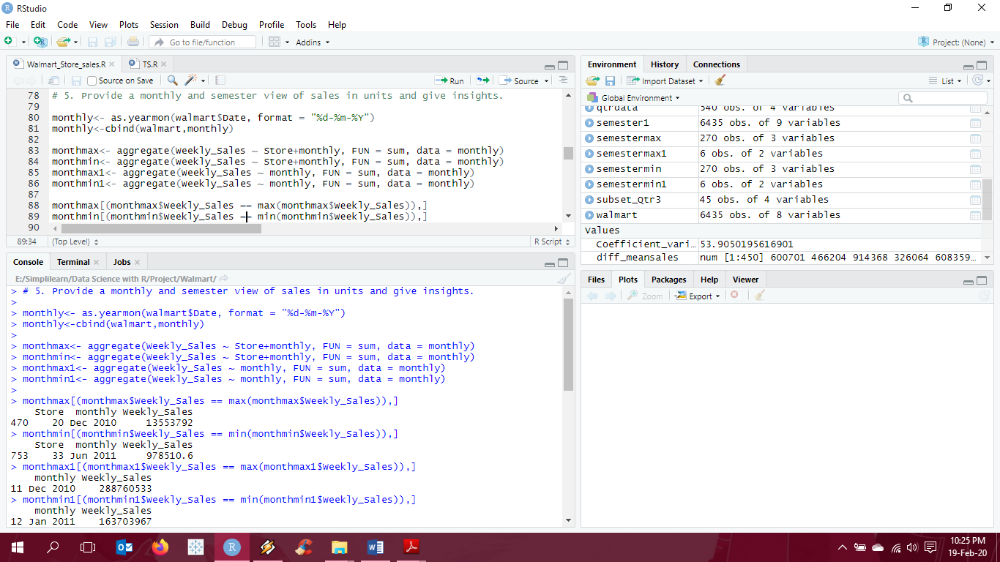 RStudio
File Edit Code View Plots Session Build Debug Profile Tools Help
Go to file/function Addins Project: (None)
Walmart_Store_sales.R TS.R
Source on Save Run Source
78 # 5. Provide a monthly and semester view of sales in units and give insights.
79
80 monthly<- as.yearmon(walmart$Date, format = "%d-%m-%Y")
81 monthly<-cbind(walmart,monthly)
82
83 monthmax<- aggregate(Weekly_Sales ~ Store+monthly, FUN = sum, data = monthly)
84 monthmin<- aggregate(Weekly_Sales ~ Store+monthly, FUN = sum, data = monthly)
85 monthmax1<- aggregate(Weekly_Sales ~ monthly, FUN = sum, data = monthly)
86 monthmin1<- aggregate(Weekly_Sales ~ monthly, FUN = sum, data = monthly)
87
88 monthmax[(monthmax$Weekly_Sales == max(monthmax$Weekly_Sales)),]
89 monthmin[(monthmin$Weekly_Sales == min(monthmin$Weekly_Sales)),]
90
89:34 (Top Level) R Script
Console Terminal Jobs
E:/Simplilearn/Data Science with R/Project/Walmart/
> # 5. Provide a monthly and semester view of sales in units and give insights.
>
> monthly<- as.yearmon(walmart$Date, format = "%d-%m-%Y")
> monthly<-cbind(walmart,monthly)
>
> monthmax<- aggregate(Weekly_Sales ~ Store+monthly, FUN = sum, data = monthly)
> monthmin<- aggregate(Weekly_Sales ~ Store+monthly, FUN = sum, data = monthly)
> monthmax1<- aggregate(Weekly_Sales ~ monthly, FUN = sum, data = monthly)
> monthmin1<- aggregate(Weekly_Sales ~ monthly, FUN = sum, data = monthly)
>
> monthmax[(monthmax$Weekly_Sales == max(monthmax$Weekly_Sales)),]
Store monthly Weekly_Sales
470 20 Dec 2010 13553792
> monthmin[(monthmin$Weekly_Sales == min(monthmin$Weekly_Sales)),]
Store monthly Weekly_Sales
753 33 Jun 2011 978510.6
> monthmax1[(monthmax1$Weekly_Sales == max(monthmax1$Weekly_Sales)),]
monthly Weekly_Sales
11 Dec 2010 288760533
> monthmin1[(monthmin1$Weekly_Sales == min(monthmin1$Weekly_Sales)),]
monthly Weekly_Sales
12 Jan 2011 163703967
Environment History Connections
Import Dataset List
Global Environment
qtrdata 540 obs. of 4 variables
semester1 6435 obs. of 9 variables
semestermax 270 obs. of 3 variables
semestermax1 6 obs. of 2 variables
semestermin 270 obs. of 3 variables
semestermin1 6 obs. of 2 variables
subset_Qtr3 45 obs. of 4 variables
walmart 6435 obs. of 8 variables
Values
Coefficient_vari… 53.9050195616901
diff_meansales num [1:450] 600701 466204 914368 326064 608359…
Files Plots Packages Help Viewer
Zoom Export
10:25 PM
19-Feb-20